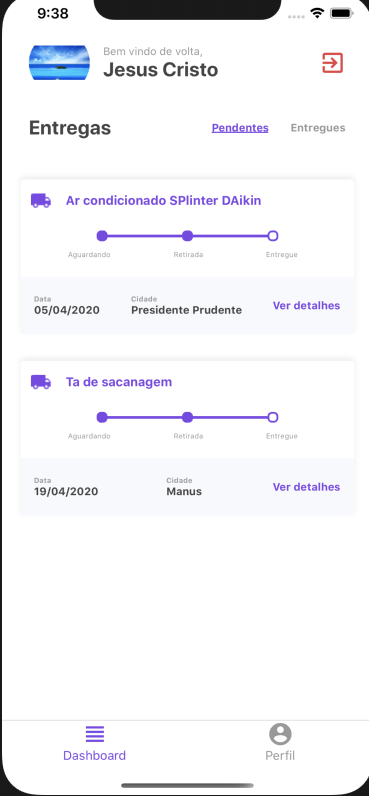 9:38
Bem vindo de volta,
Jesus Cristo
Entregas
Pendentes Entregues
Ar condicionado SPlinter DAikin
Aguardando Retirada Entregue
Data Cidade
05/04/2020 Presidente Prudente Ver detalhes
Ta de sacanagem
Aguardando Retirada Entregue
Data Cidade
19/04/2020 Manus Ver detalhes
Dashboard Perfil